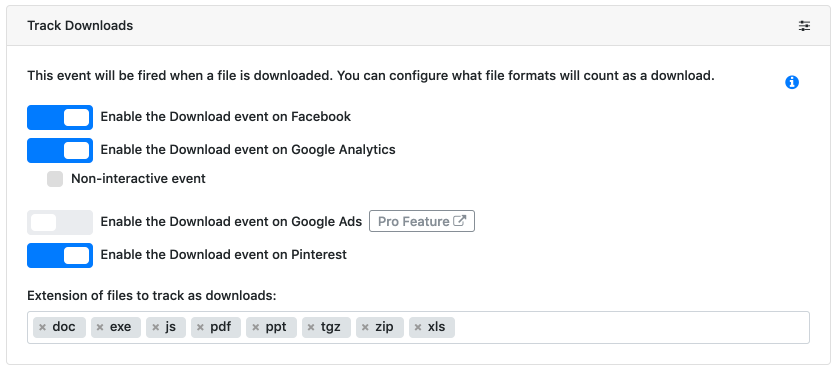 Track Downloads
This event will be fired when a file is downloaded. You can configure what file formats will count as a download.
Enable the Download event on Facebook
Enable the Download event on Google Analytics
Non-interactive event
Enable the Download event on Google Ads Pro Feature
Enable the Download event on Pinterest
Extension of files to track as downloads:
× doc × exe × js × pdf × ppt × tgz × zip × xls